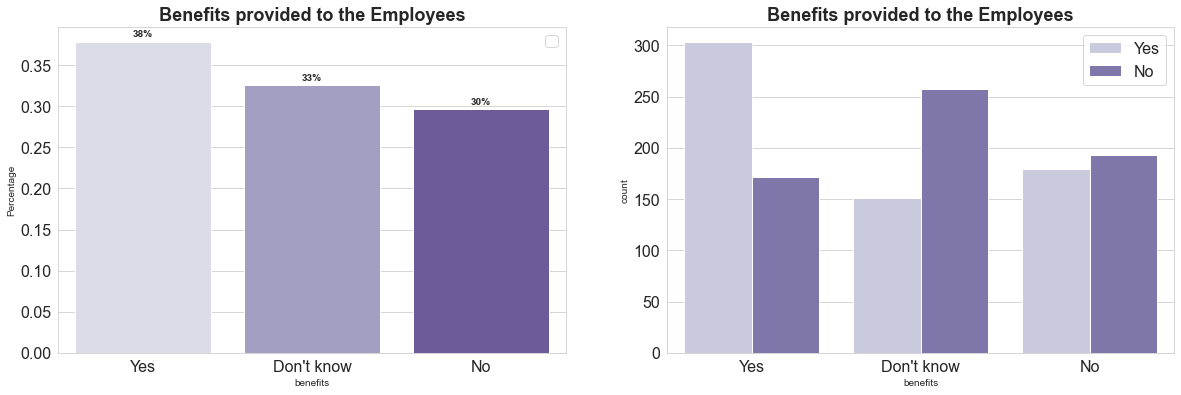 Benefits provided to the Employees
38%
33%
30%
0.35
0.30
0.25
0.20
0.15
0.10
0.05
0.00
Percentage
Yes Don't know No
benefits
Benefits provided to the Employees
Yes
No
300
250
200
150
100
50
0
count
Yes Don't know No
benefits